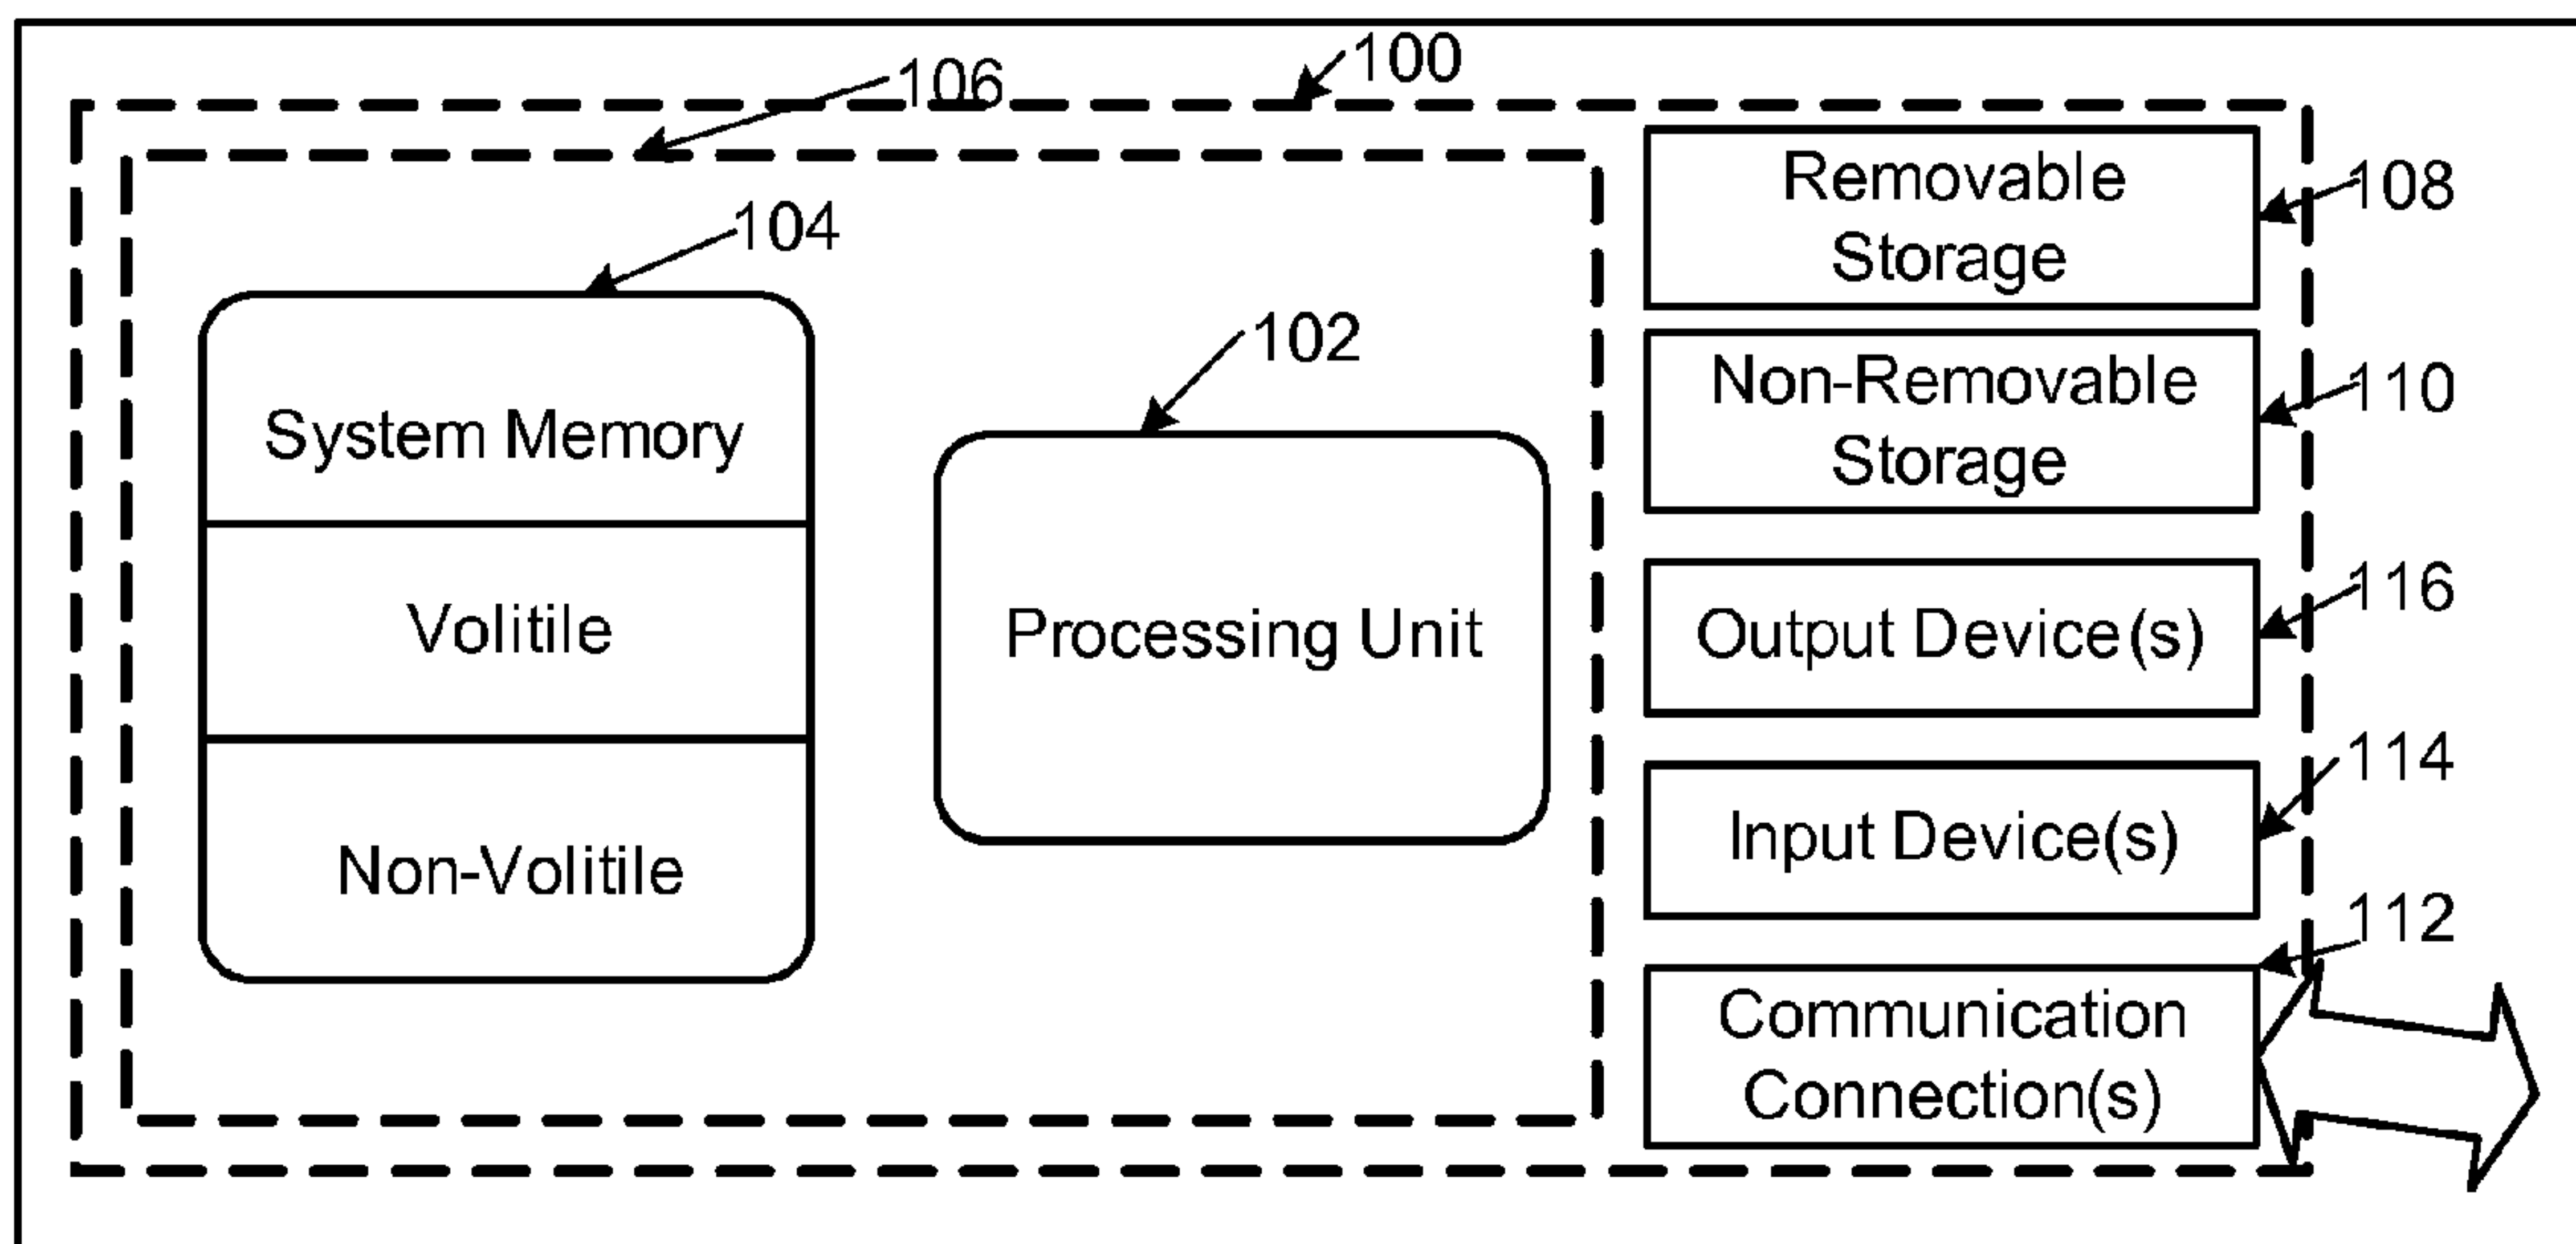 100
106
104
102
System Memory
Volitile
Non-Volitile
Processing Unit
Removable
Storage
108
Non-Removable
Storage
110
Output Device(s)
116
Input Device(s)
114
Communication
Connection(s)
112